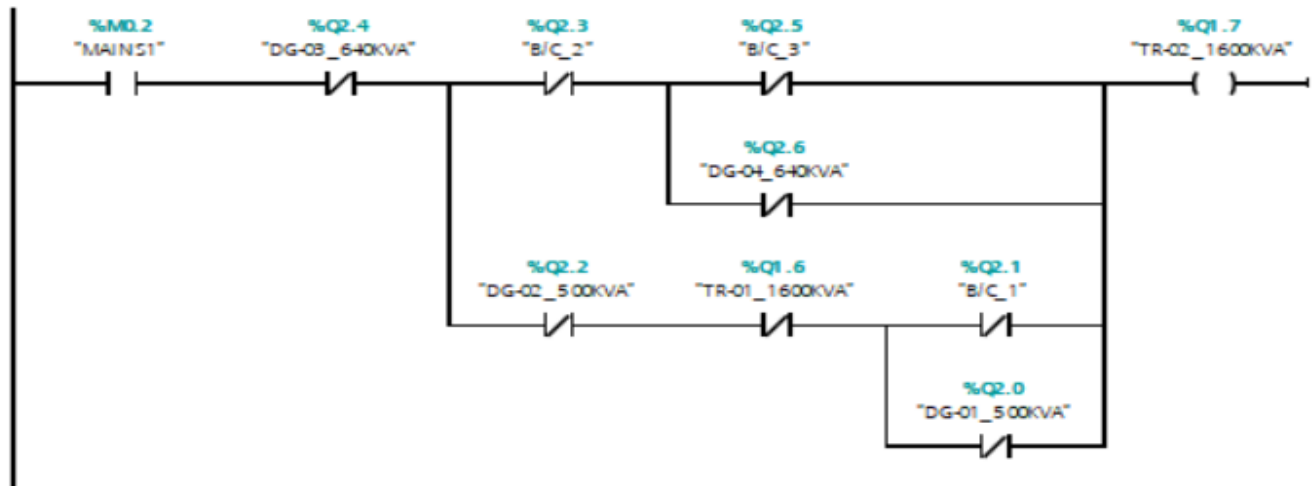 %M0.2 %Q2.4 %Q2.3 %Q2.5 %Q1.7
"MAINS1" "DG-03_640KVA" "B/C_2" "B/C_3" "TR-02_1600KVA"
%Q2.6
"DG-04_640KVA"
%Q2.2 %Q1.6 %Q2.1
"DG-02_500KVA" "TR-01_1600KVA" "B/C_1"
%Q2.0
"DG-01_500KVA"